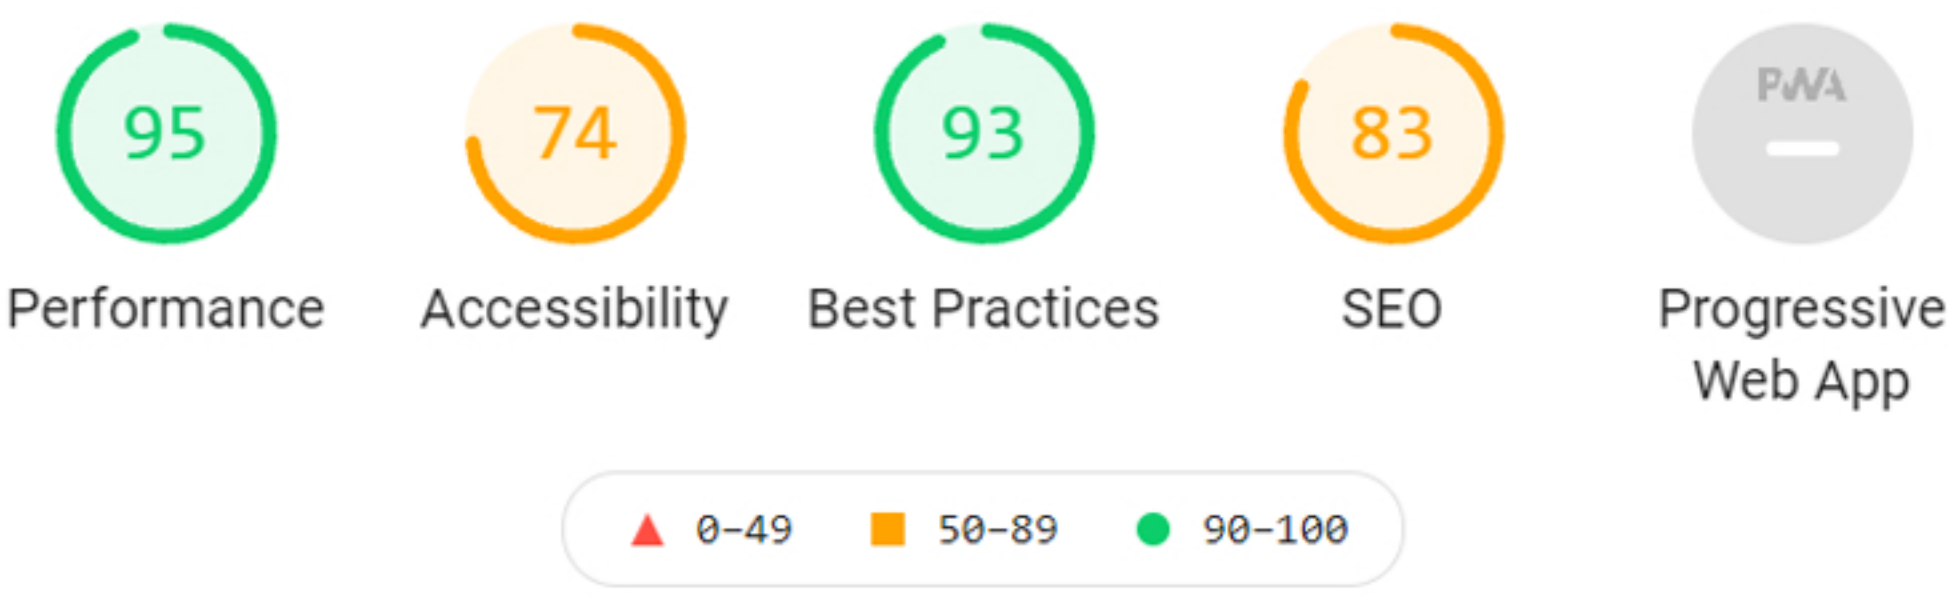 95 74 93 83 PWA
Performance Accessibility Best Practices SEO Progressive
Web App
0–49 50–89 90–100